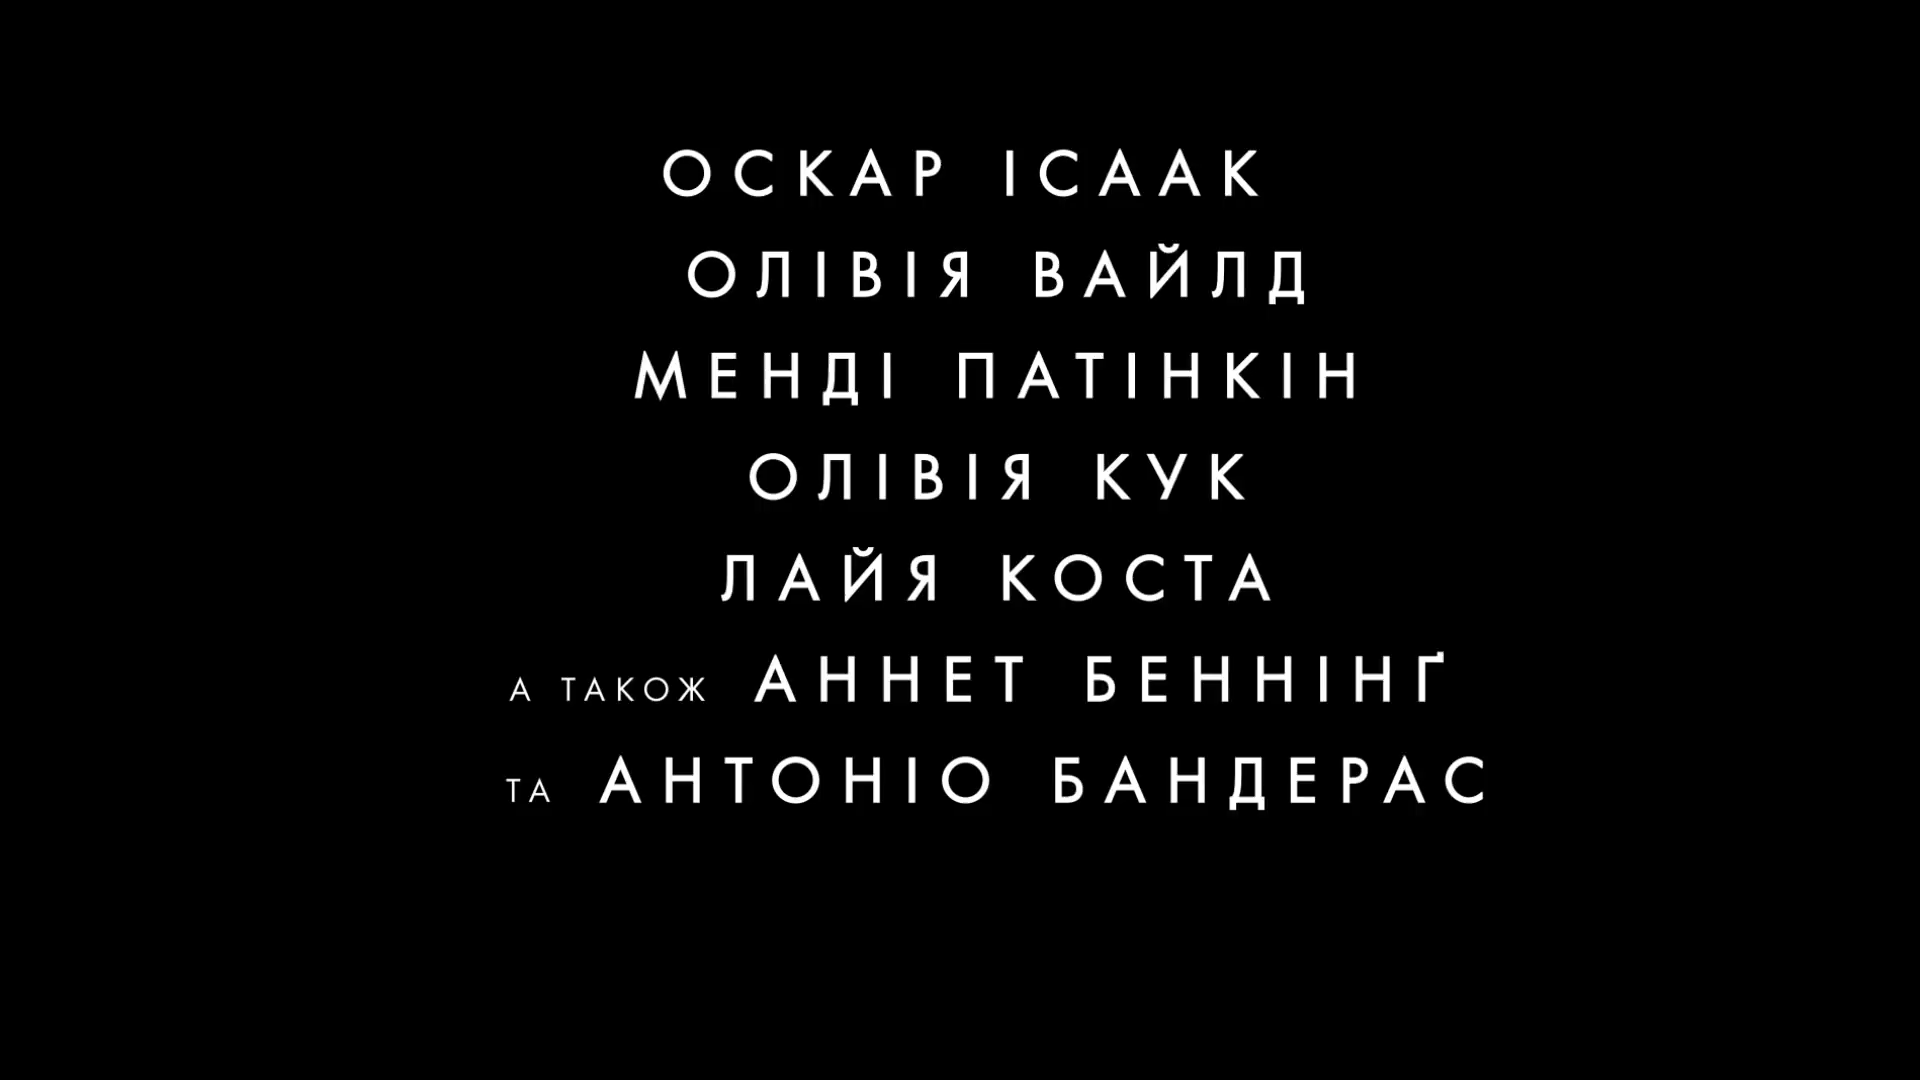 ОСКАР ІСААК
ОЛІВІЯ ВАЙЛД
МЕНДІ ПАТІНКІН
ОЛІВІЯ КУК
ЛАЙЯ КОСТА
А ТАКОЖ АННЕТ БЕННІНҐ
ТА АНТОНІО БАНДЕРАС